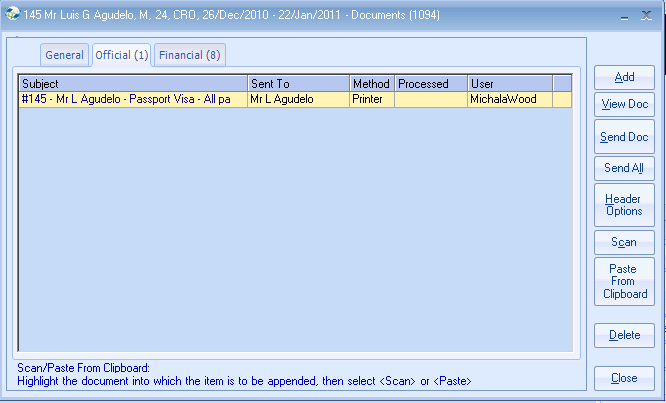 145 Mr Luis G Agudelo, M, 24, CRO, 26/Dec/2010 - 22/Jan/2011 - Documents (1094)
General Official (1) Financial (8)
Subject Sent To Method Processed User
#145 - Mr L Agudelo - Passport Visa - All pa Mr L Agudelo Printer MichalaWood
Add
View Doc
Send Doc
Send All
Header
Options
Scan
Paste
From
Clipboard
Delete
Close
Scan/Paste From Clipboard:
Highlight the document into which the item is to be appended, then select <Scan> or <Paste>